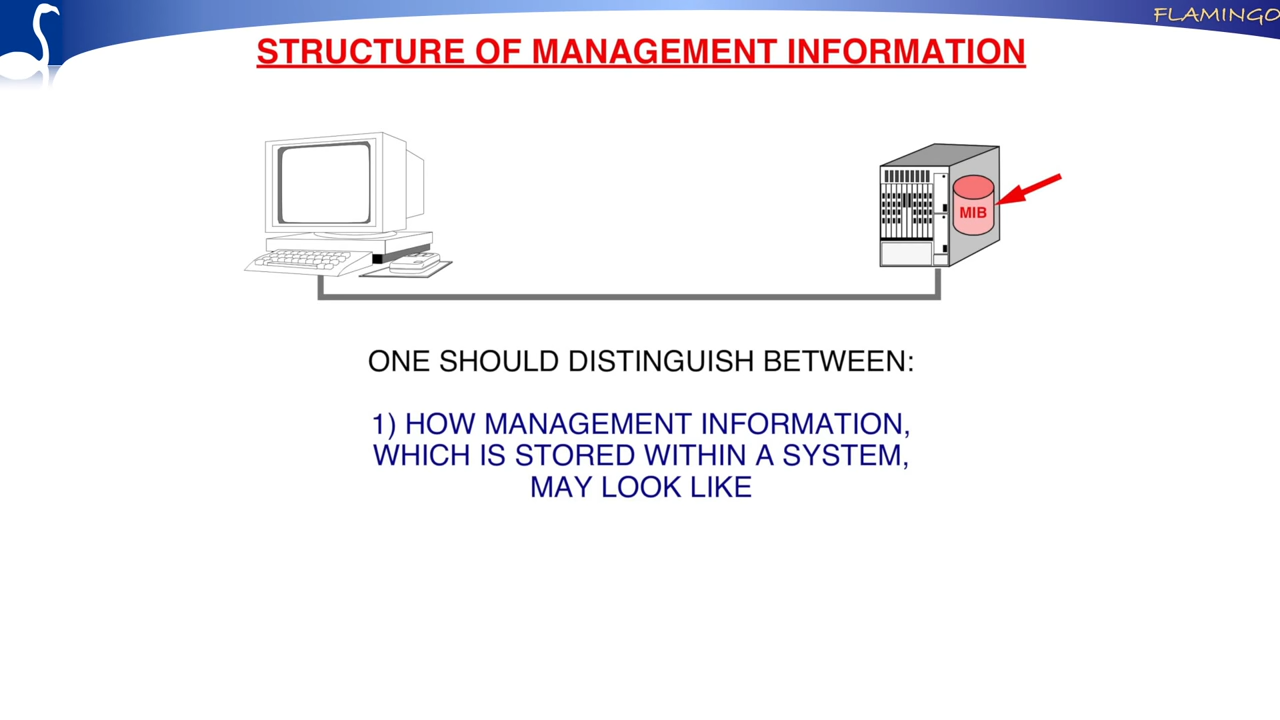 FLAMINGO
STRUCTURE OF MANAGEMENT INFORMATION
MIB
ONE SHOULD DISTINGUISH BETWEEN:
1) HOW MANAGEMENT INFORMATION,
WHICH IS STORED WITHIN A SYSTEM,
MAY LOOK LIKE